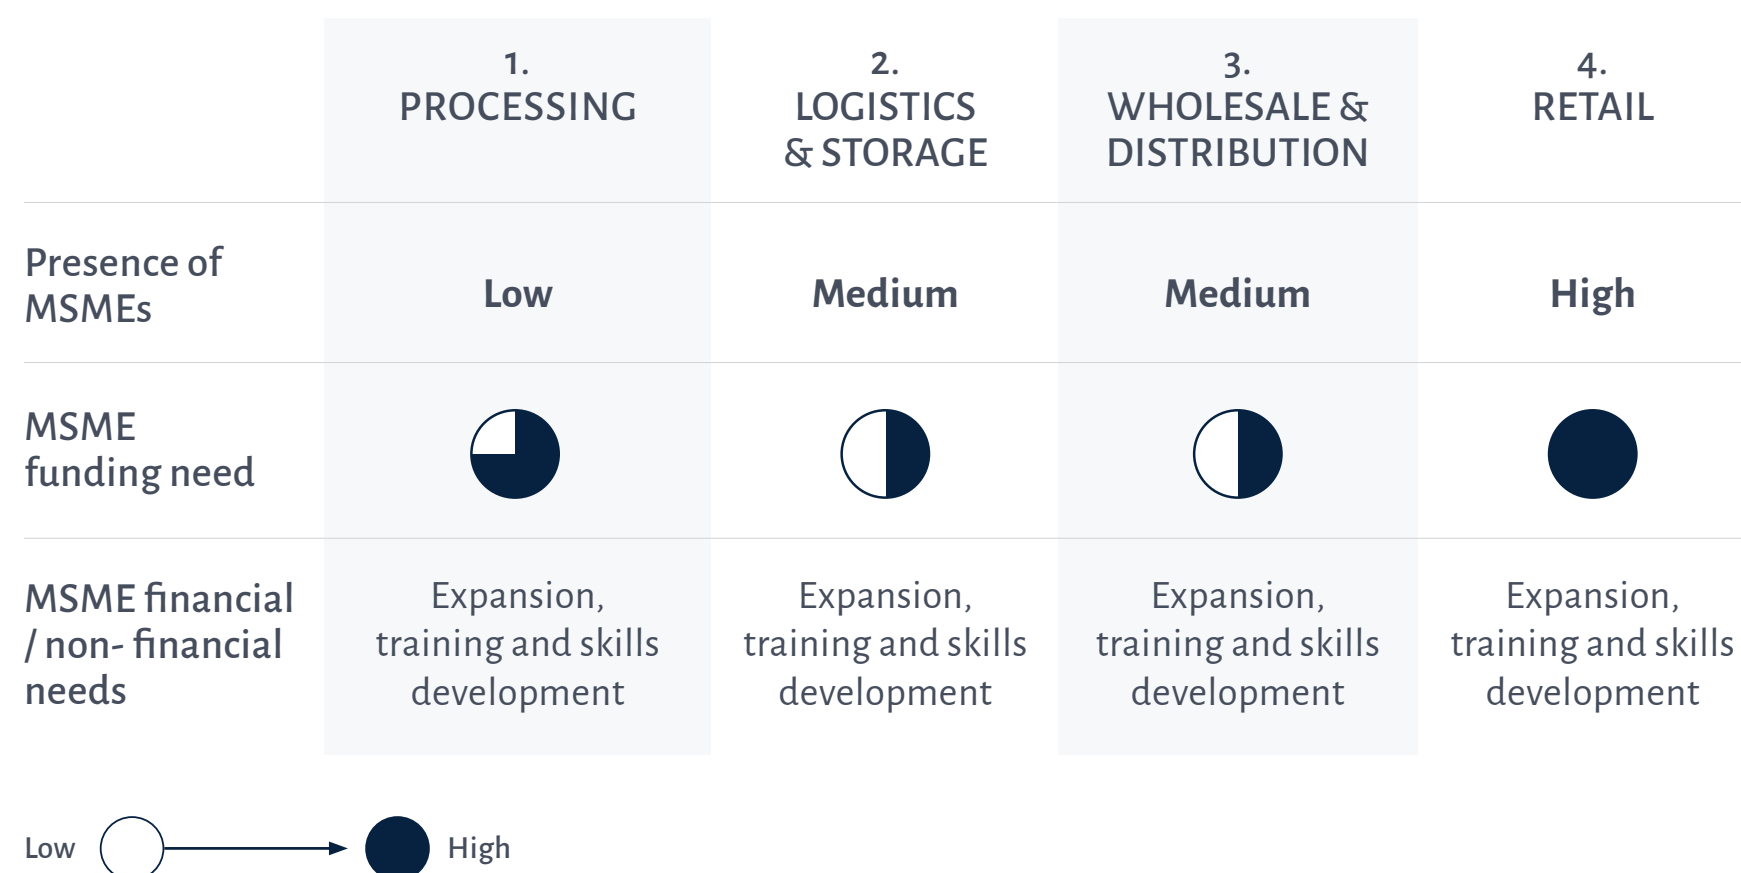 1.
PROCESSING
2.
LOGISTICS
& STORAGE
3.
WHOLESALE &
DISTRIBUTION
4.
RETAIL
Presence of
MSMEs
Low
Medium
Medium
High
MSME
funding need
MSME financial
/ non- financial
needs
Expansion,
training and skills
development
Expansion,
training and skills
development
Expansion,
training and skills
development
Expansion,
training and skills
development
Low
High